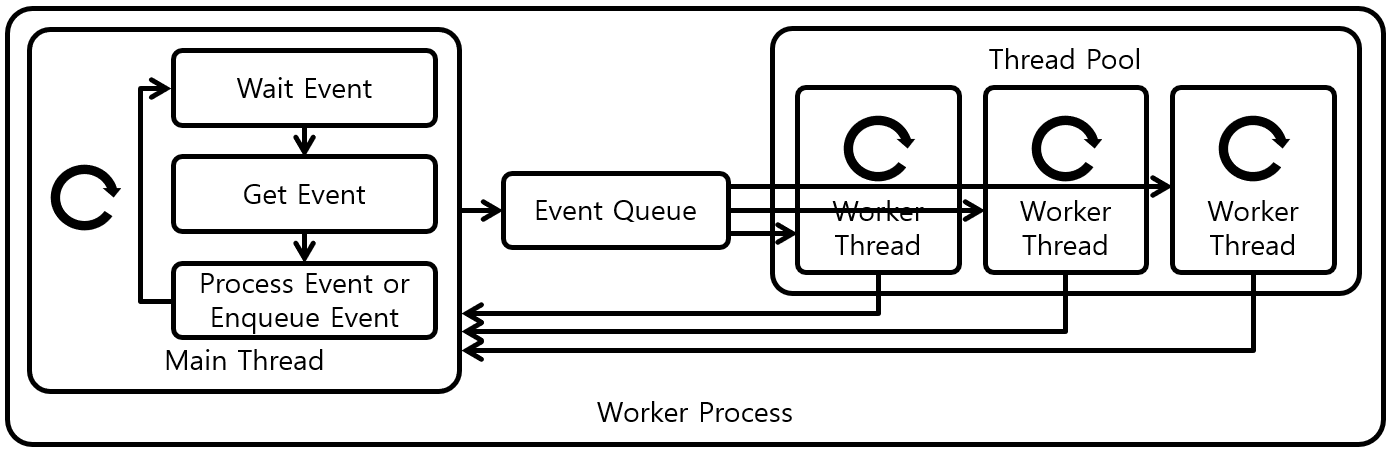 Wait Event
Get Event
Process Event or
Enqueue Event
Main Thread
Event Queue
Thread Pool
Worker
Thread
Worker
Thread
Worker
Thread
Worker Process